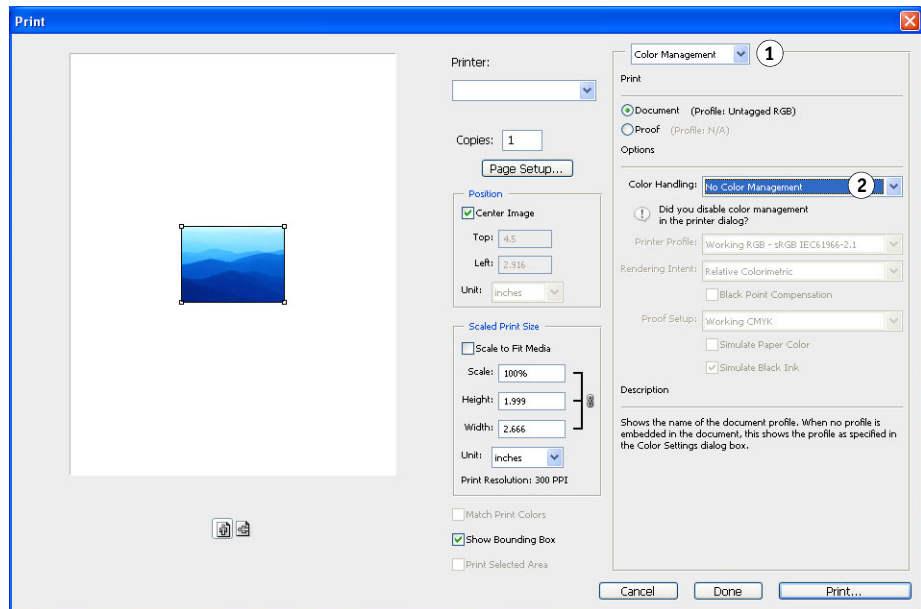 Print
Printer:
Copies: 1
Page Setup...
Position
Center Image
Top: 4.5
Left: 2.916
Unit: inches
Scaled Print Size
Scale to Fit Media
Scale: 100%
Height: 1.999
Width: 2.666
Unit: inches
Print Resolution: 300 PPI
Match Print Colors
Show Bounding Box
Print Selected Area
Color Management 1
Print
Document (Profile: Untagged RGB)
Proof (Profile: N/A)
Options
Color Handling: No Color Management 2
Did you disable color management
in the printer dialog?
Printer Profile: Working RGB - sRGB IEC61966-2.1
Rendering Intent: Relative Colorimetric
Black Point Compensation
Proof Setup: Working CMYK
Simulate Paper Color
Simulate Black Ink
Description
Shows the name of the document profile. When no profile is
embedded in the document, this shows the profile as specified in
the Color Settings dialog box.
Cancel Done Print...